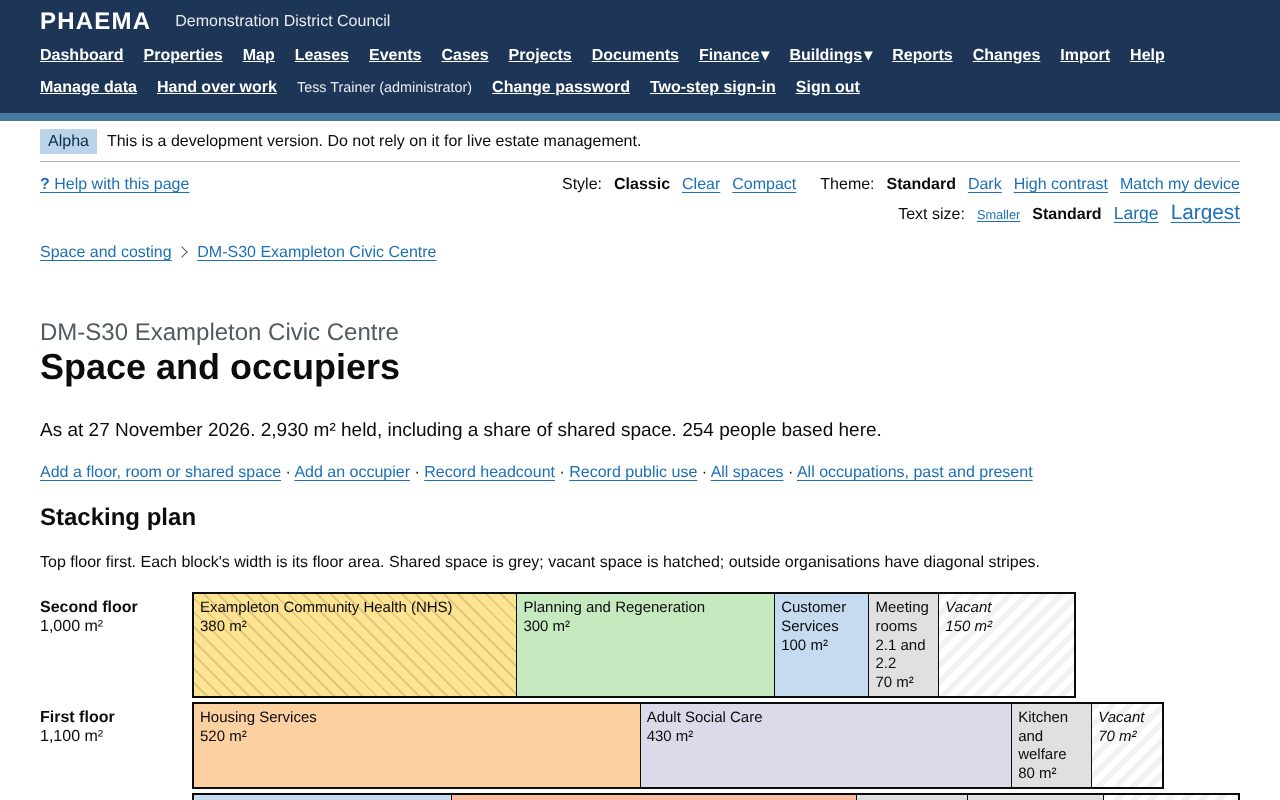 PHAEMA Demonstration District Council
Dashboard Properties Map Leases Events Cases Projects Documents Finance▾ Buildings▾ Reports Changes Import Help
Manage data Hand over work Tess Trainer (administrator) Change password Two-step sign-in Sign out
Alpha This is a development version. Do not rely on it for live estate management.
? Help with this page Style: Classic Clear Compact Theme: Standard Dark High contrast Match my device
Text size: Smaller Standard Large Largest
Space and costing > DM-S30 Exampleton Civic Centre
DM-S30 Exampleton Civic Centre
Space and occupiers
As at 27 November 2026. 2,930 m² held, including a share of shared space. 254 people based here.
Add a floor, room or shared space · Add an occupier · Record headcount · Record public use · All spaces · All occupations, past and present
Stacking plan
Top floor first. Each block's width is its floor area. Shared space is grey; vacant space is hatched; outside organisations have diagonal stripes.
Second floor
1,000 m²
Exampleton Community Health (NHS)
380 m²
Planning and Regeneration
300 m²
Customer
Services
100 m²
Meeting
rooms
2.1 and
2.2
70 m²
Vacant
150 m²
First floor
1,100 m²
Housing Services
520 m²
Adult Social Care
430 m²
Kitchen
and
welfare
80 m²
Vacant
70 m²